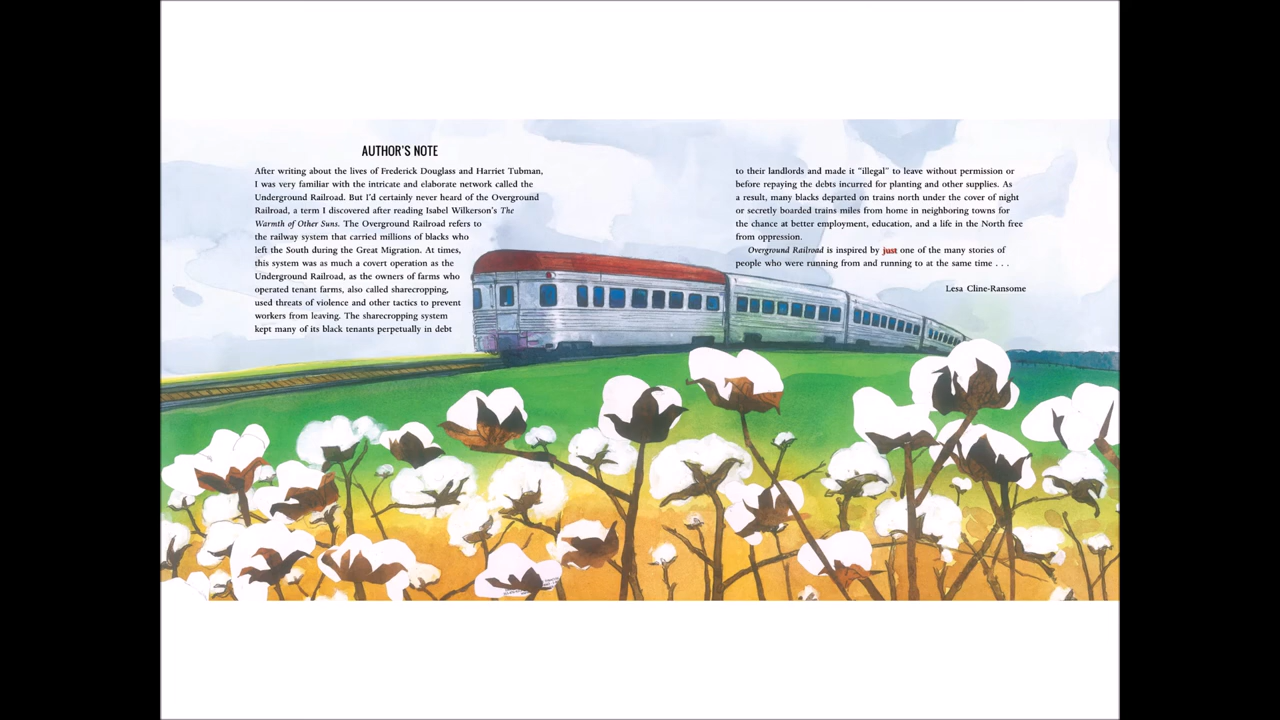 AUTHOR'S NOTE
After writing about the lives of Frederick Douglass and Harriet Tubman,
I was very familiar with the intricate and elaborate network called the
Underground Railroad. But I'd certainly never heard of the Overground
Railroad, a term I discovered after reading Isabel Wilkerson's The
Warmth of Other Suns. The Overground Railroad refers to
the railway system that carried millions of blacks who
left the South during the Great Migration. At times,
this system was as much a covert operation as the
Underground Railroad, as the owners of farms who
operated tenant farms, also called sharecropping,
used threats of violence and other tactics to prevent
workers from leaving. The sharecropping system
kept many of its black tenants perpetually in debt
to their landlords and made it "illegal" to leave without permission or
before repaying the debts incurred for planting and other supplies. As
a result, many blacks departed on trains north under the cover of night
or secretly boarded trains miles from home in neighboring towns for
the chance at better employment, education, and a life in the North free
from oppression.
Overground Railroad is inspired by just one of the many stories of
people who were running from and running to at the same time . . .
Lesa Cline-Ransome